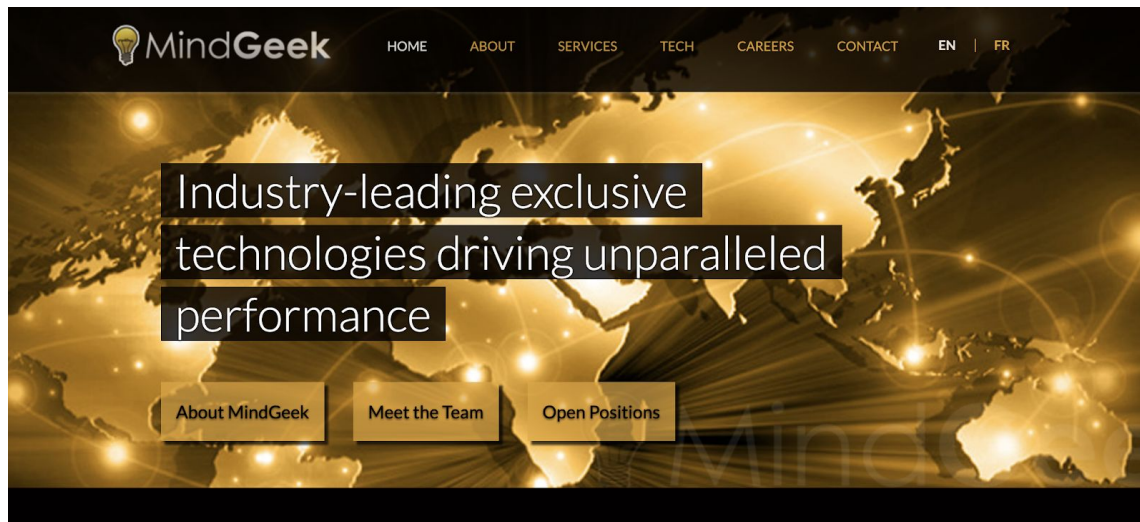 MindGeek HOME ABOUT SERVICES TECH CAREERS CONTACT EN | FR
Industry-leading exclusive
technologies driving unparalleled
performance
About MindGeek Meet the Team Open Positions
MindGee